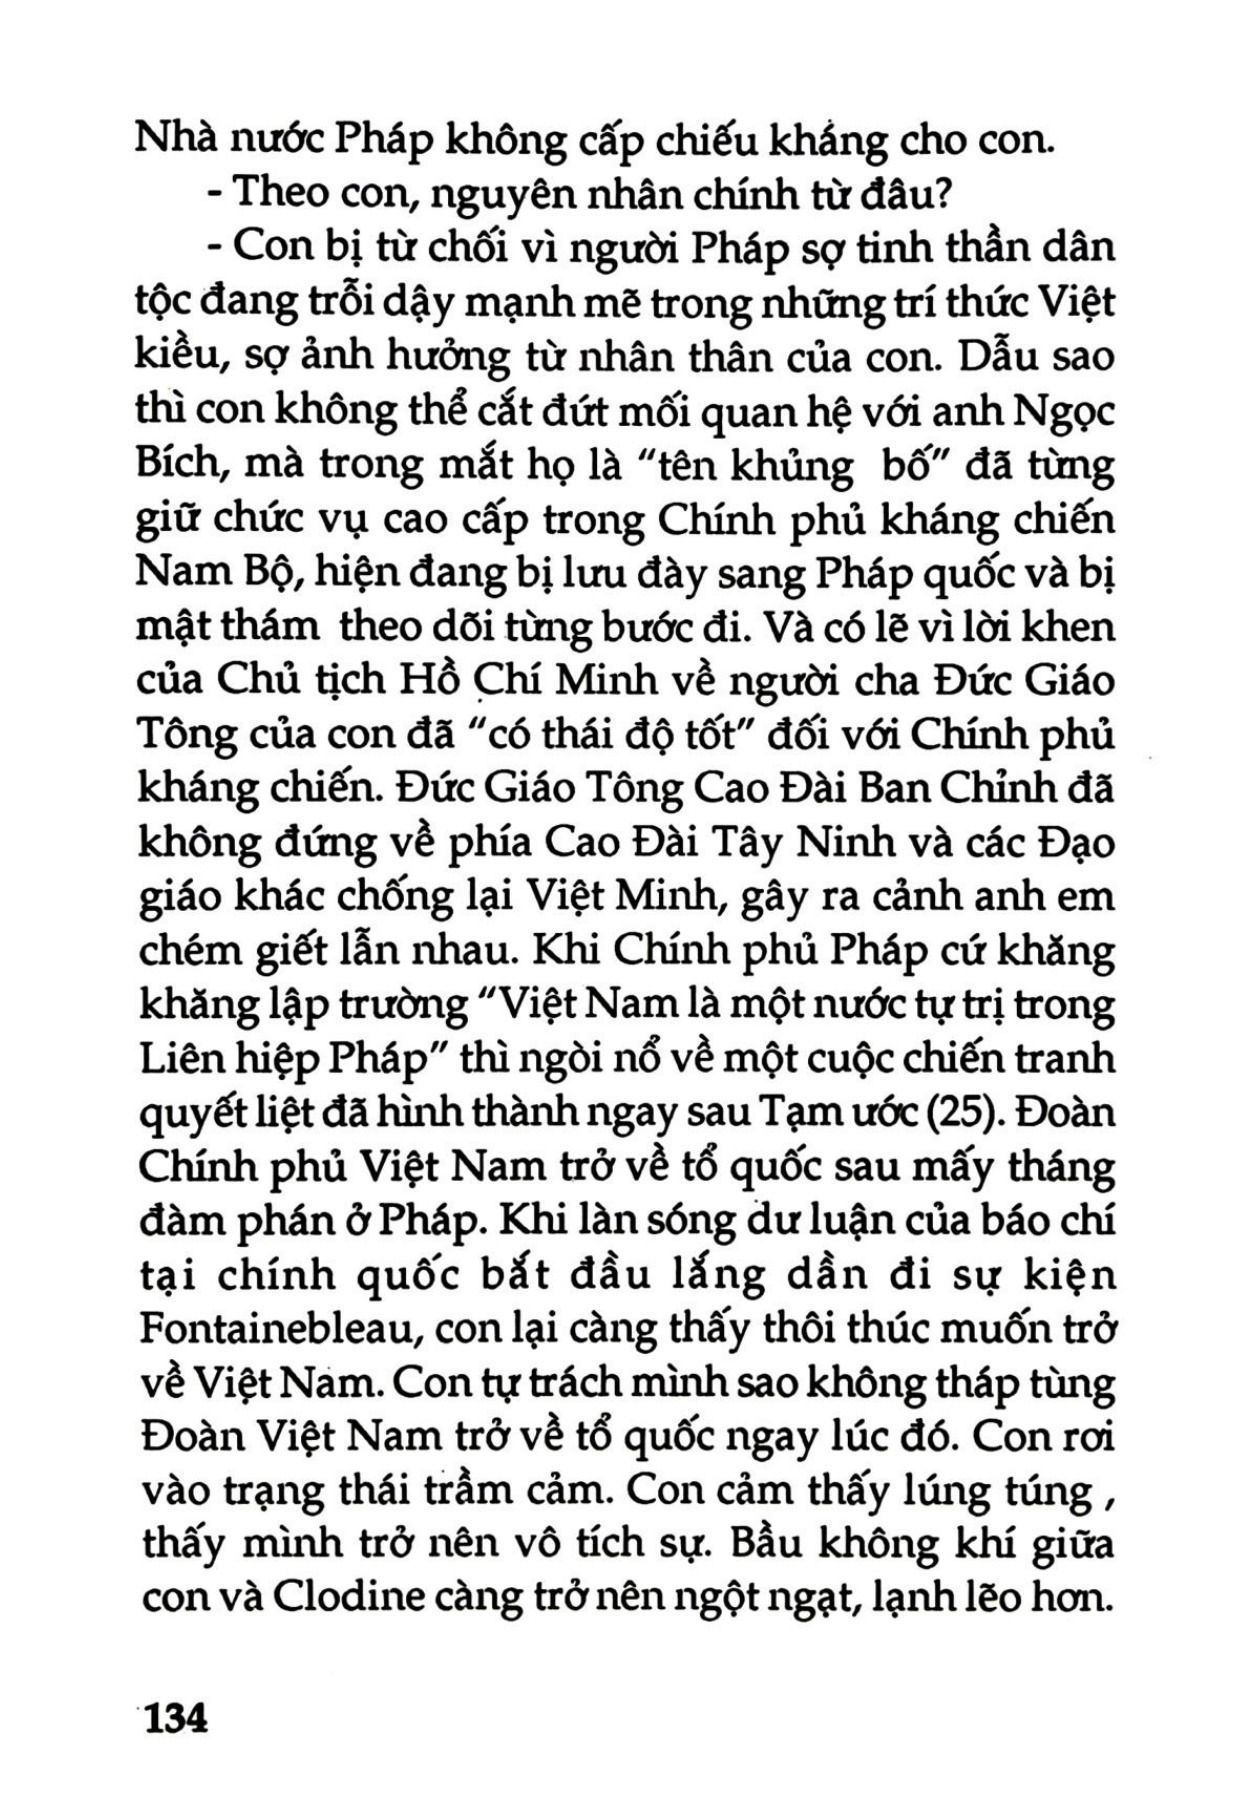 Nhà nước Pháp không cấp chiếu kháng cho con.
- Theo con, nguyên nhân chính từ đâu?
- Con bị từ chối vì người Pháp sợ tinh thần dân
tộc đang trỗi dậy mạnh mẽ trong những trí thức Việt
kiều, sợ ảnh hưởng từ nhân thân của con. Dẫu sao
thì con không thể cắt đứt mối quan hệ với anh Ngọc
Bích, mà trong mắt họ là "tên khủng bố" đã từng
giữ chức vụ cao cấp trong Chính phủ kháng chiến
Nam Bộ, hiện đang bị lưu đày sang Pháp quốc và bị
mật thám theo dõi từng bước đi. Và có lẽ vì lời khen
của Chủ tịch Hồ Chí Minh về người cha Đức Giáo
Tông của con đã "có thái độ tốt" đối với Chính phủ
kháng chiến. Đức Giáo Tông Cao Đài Ban Chỉnh đã
không đứng về phía Cao Đài Tây Ninh và các Đạo
giáo khác chống lại Việt Minh, gây ra cảnh anh em
chém giết lẫn nhau. Khi Chính phủ Pháp cứ khăng
khăng lập trường "Việt Nam là một nước tự trị trong
Liên hiệp Pháp" thì ngòi nổ về một cuộc chiến tranh
quyết liệt đã hình thành ngay sau Tạm ước (25). Đoàn
Chính phủ Việt Nam trở về tổ quốc sau mấy tháng
đàm phán ở Pháp. Khi làn sóng dư luận của báo chí
tại chính quốc bắt đầu lắng dần đi sự kiện
Fontainebleau, con lại càng thấy thôi thúc muốn trở
về Việt Nam. Con tự trách mình sao không tháp tùng
Đoàn Việt Nam trở về tổ quốc ngay lúc đó. Con rơi
vào trạng thái trầm cảm. Con cảm thấy lúng túng ,
thấy mình trở nên vô tích sự. Bầu không khí giữa
con và Clodine càng trở nên ngột ngạt, lạnh lẽo hơn.
134